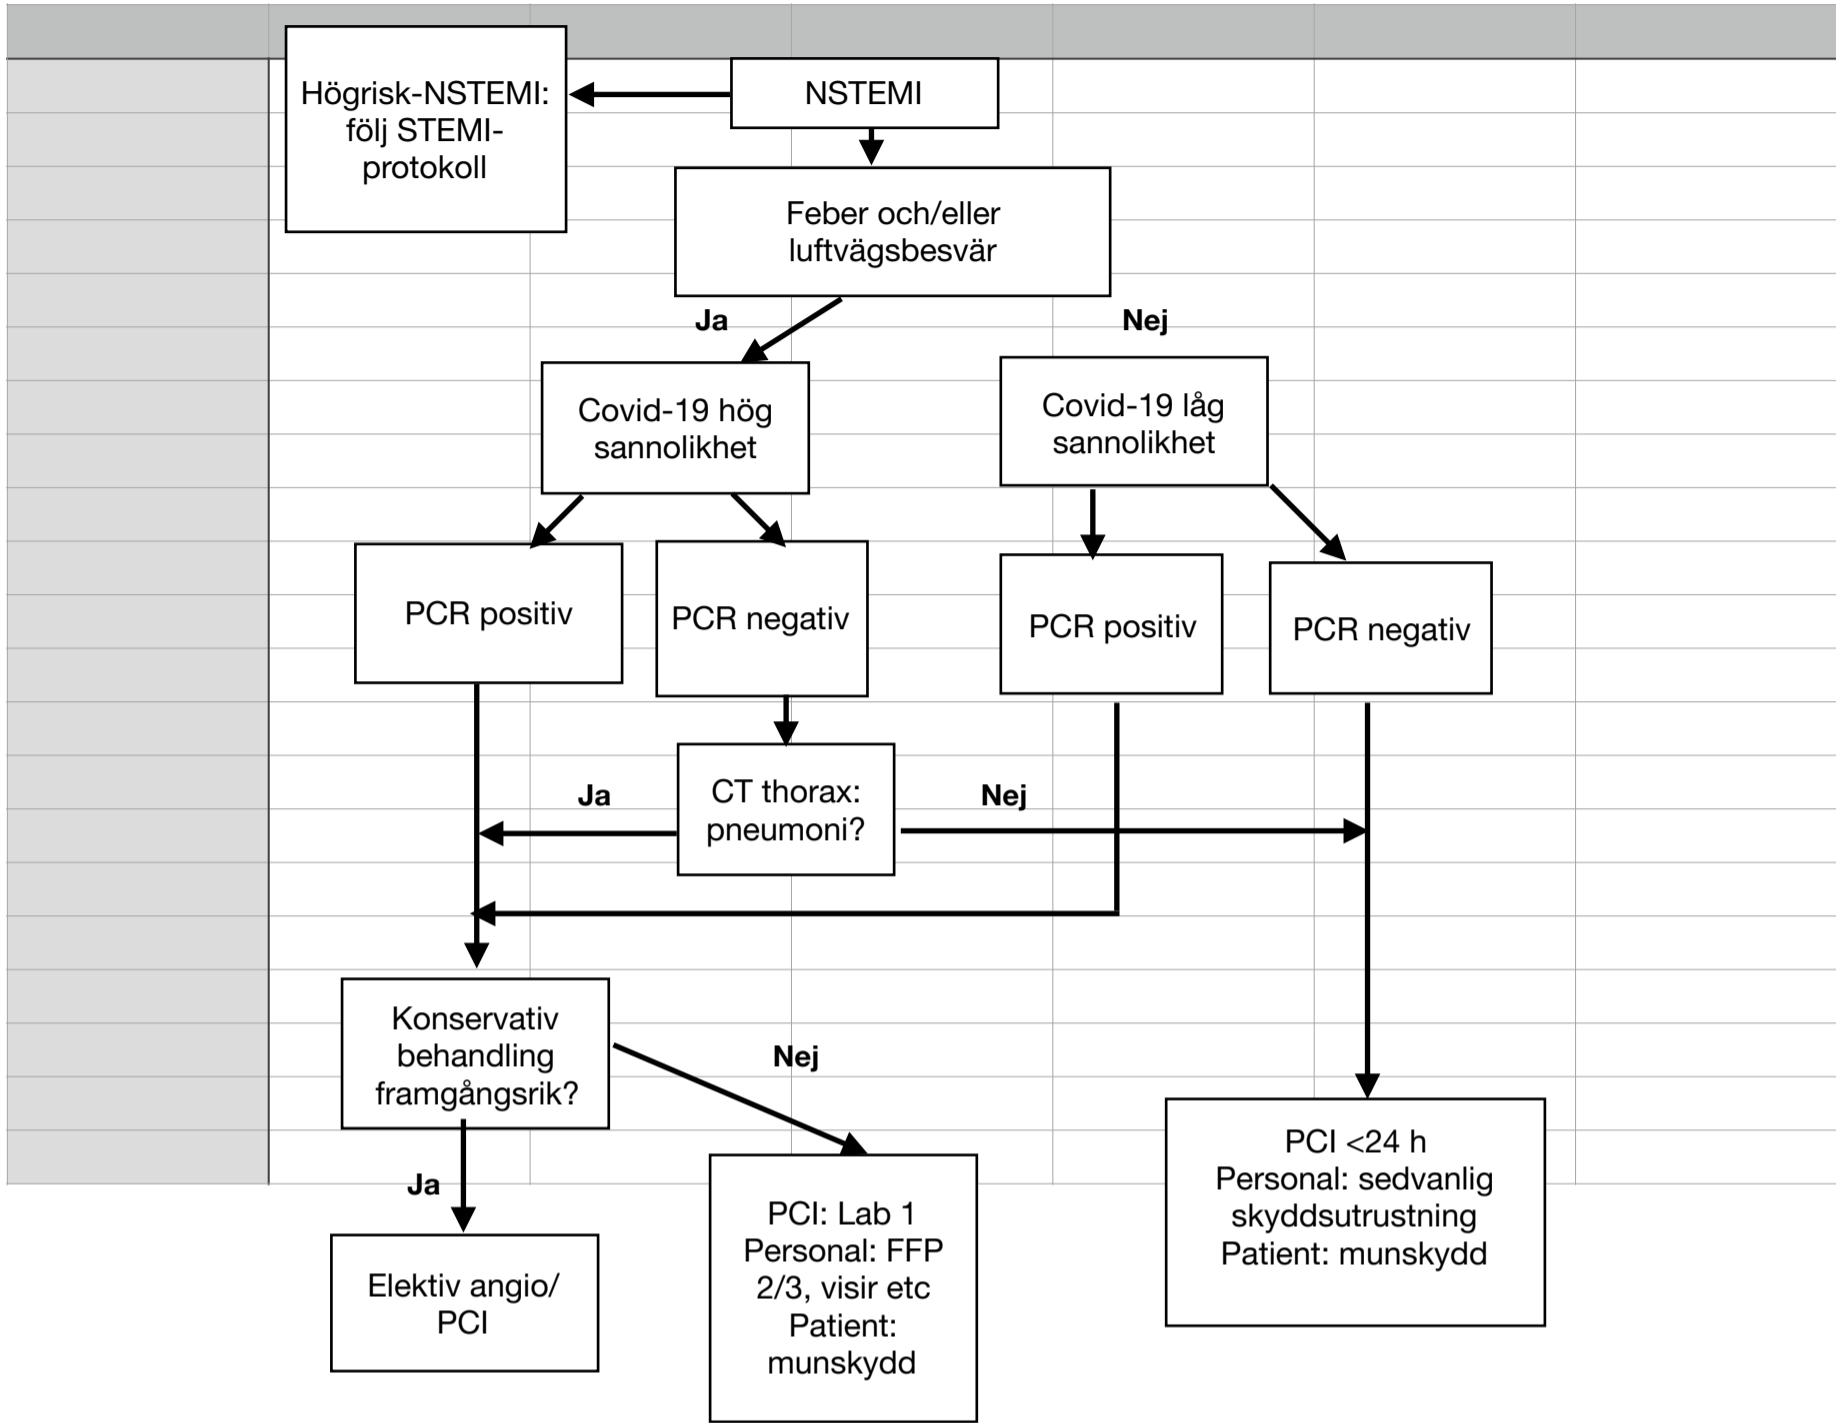 Högrisk-NSTEMI:
följ STEMI-
protokoll
NSTEMI
Feber och/eller
luftvägsbesvär
Ja
Nej
Covid-19 hög
sannolikhet
Covid-19 låg
sannolikhet
PCR positiv
PCR negativ
PCR positiv
PCR negativ
CT thorax:
pneumoni?
Ja
Nej
Konservativ
behandling
framgångsrik?
Nej
Ja
Elektiv angio/
PCI
PCI: Lab 1
Personal: FFP
2/3, visir etc
Patient:
munskydd
PCI <24 h
Personal: sedvanlig
skyddsutrustning
Patient: munskydd